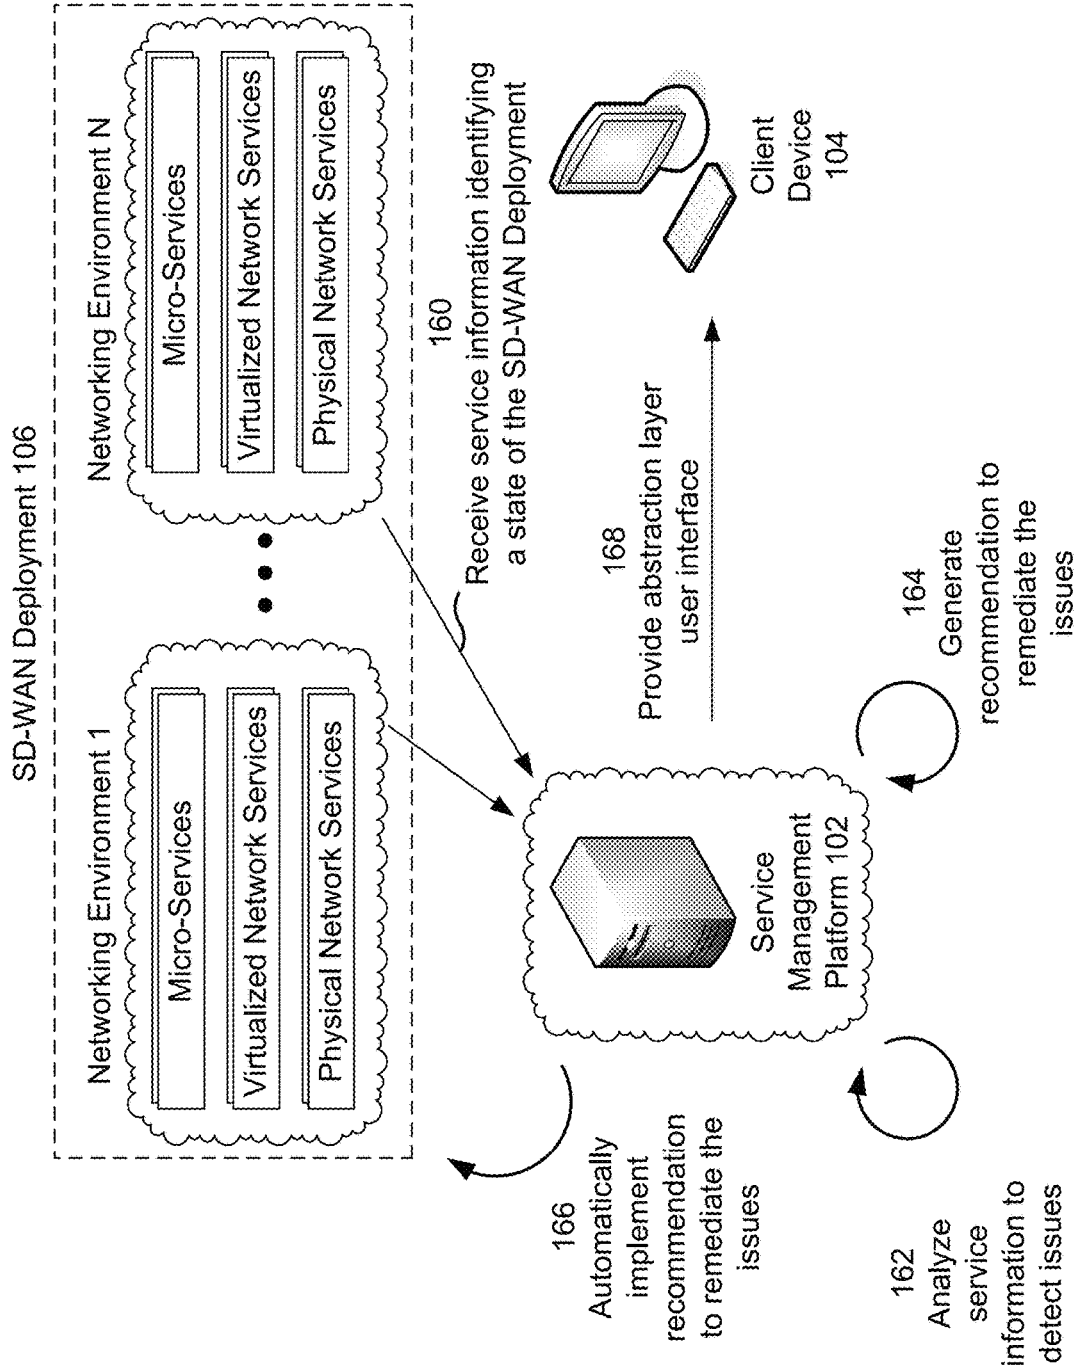 SD-WAN Deployment 106
Networking Environment 1
Micro-Services
Virtualized Network Services
Physical Network Services
Networking Environment N
Micro-Services
Virtualized Network Services
Physical Network Services
160
Receive service information identifying
a state of the SD-WAN Deployment
166
Automatically
implement
recommendation
to remediate the
issues
Service
Management
Platform 102
168
Provide abstraction layer
user interface
Client
Device
104
162
Analyze
service
information to
detect issues
164
Generate
recommendation to
remediate the
issues